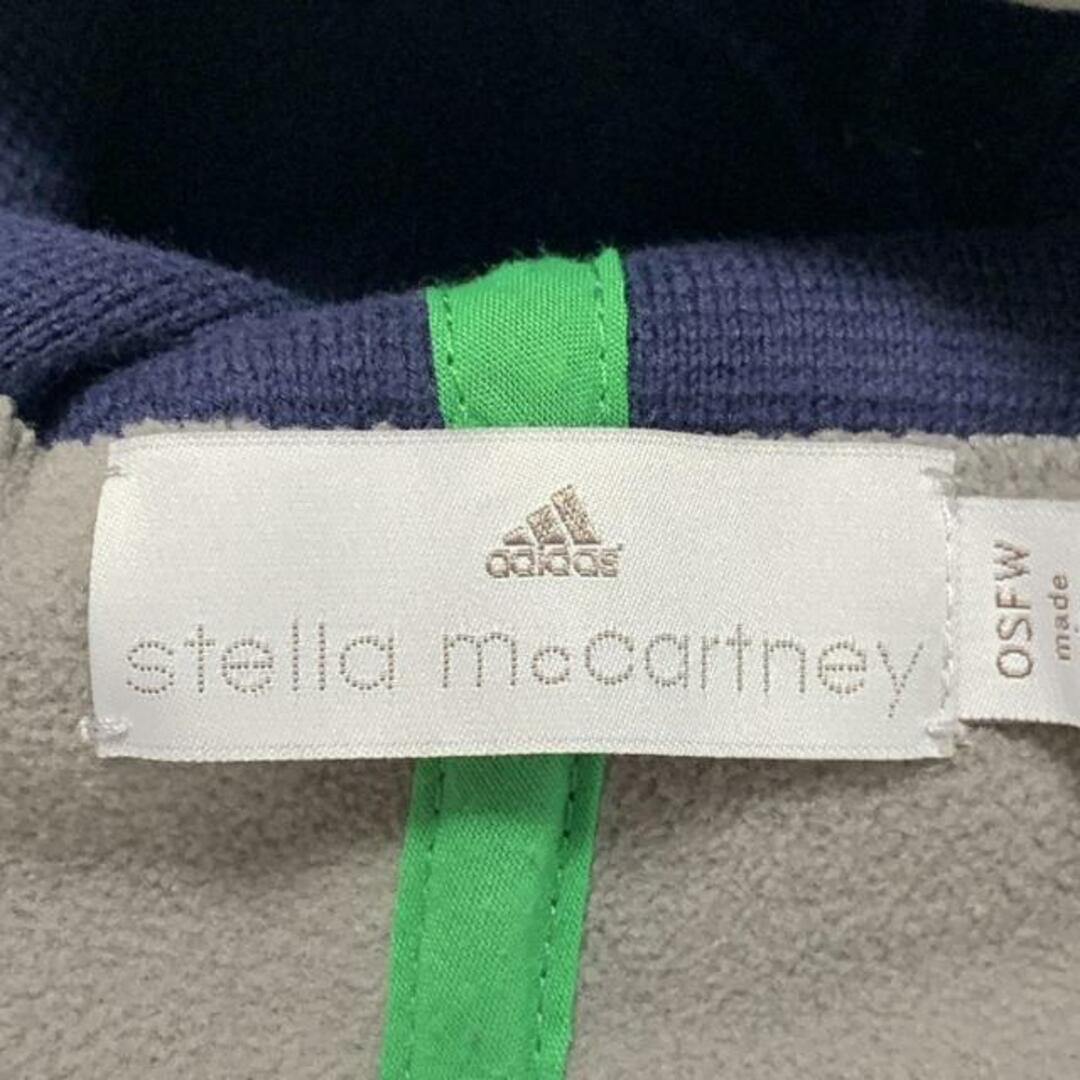 adidas
stella mccartney
OSFW
made